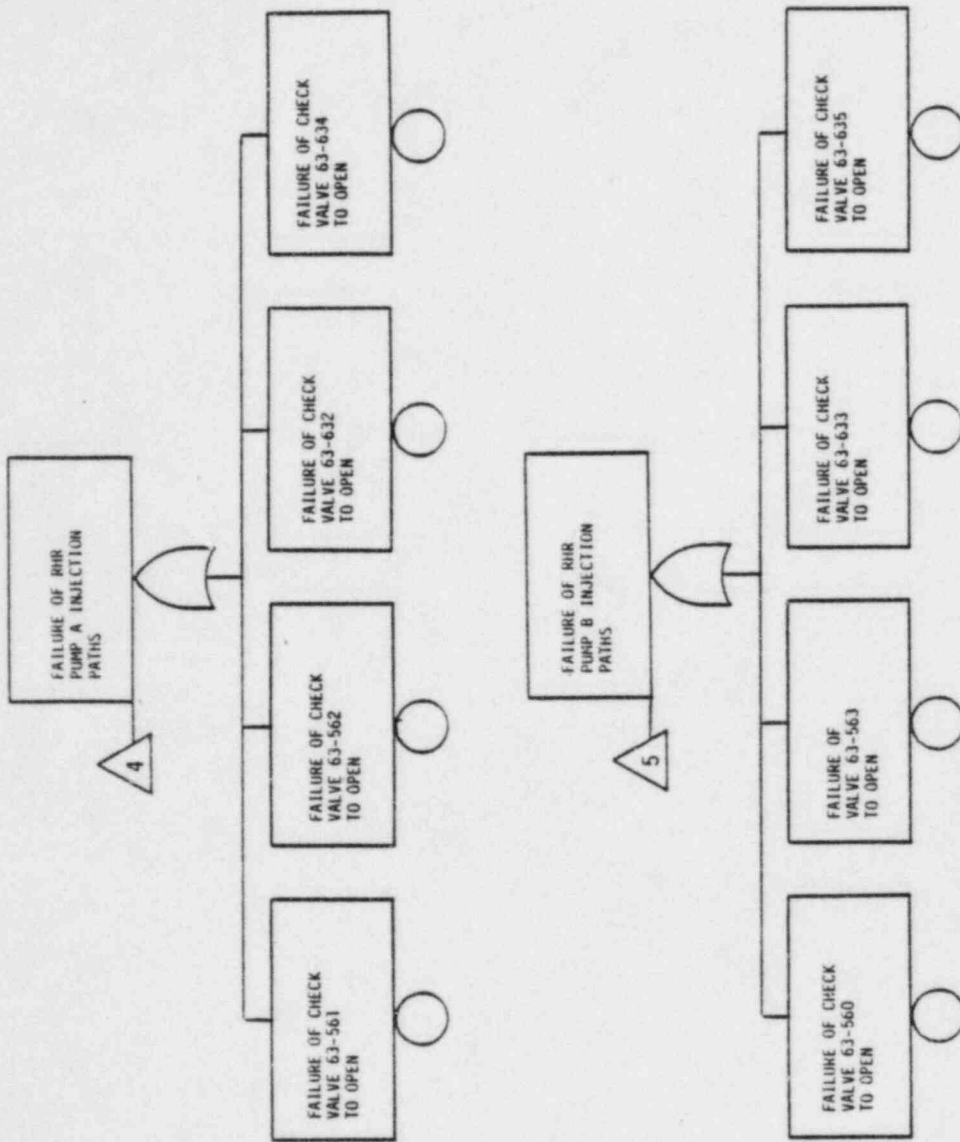 FAILURE OF RHR
PUMP A INJECTION
PATHS
4
FAILURE OF CHECK
VALVE 63-561
TO OPEN
FAILURE OF CHECK
VALVE 63-562
TO OPEN
FAILURE OF CHECK
VALVE 63-632
TO OPEN
FAILURE OF CHECK
VALVE 63-634
TO OPEN
FAILURE OF RHR
PUMP B INJECTION
PATHS
5
FAILURE OF CHECK
VALVE 63-560
TO OPEN
FAILURE OF
VALVE 63-563
TO OPEN
FAILURE OF CHECK
VALVE 63-633
TO OPEN
FAILURE OF CHECK
VALVE 63-635
TO OPEN